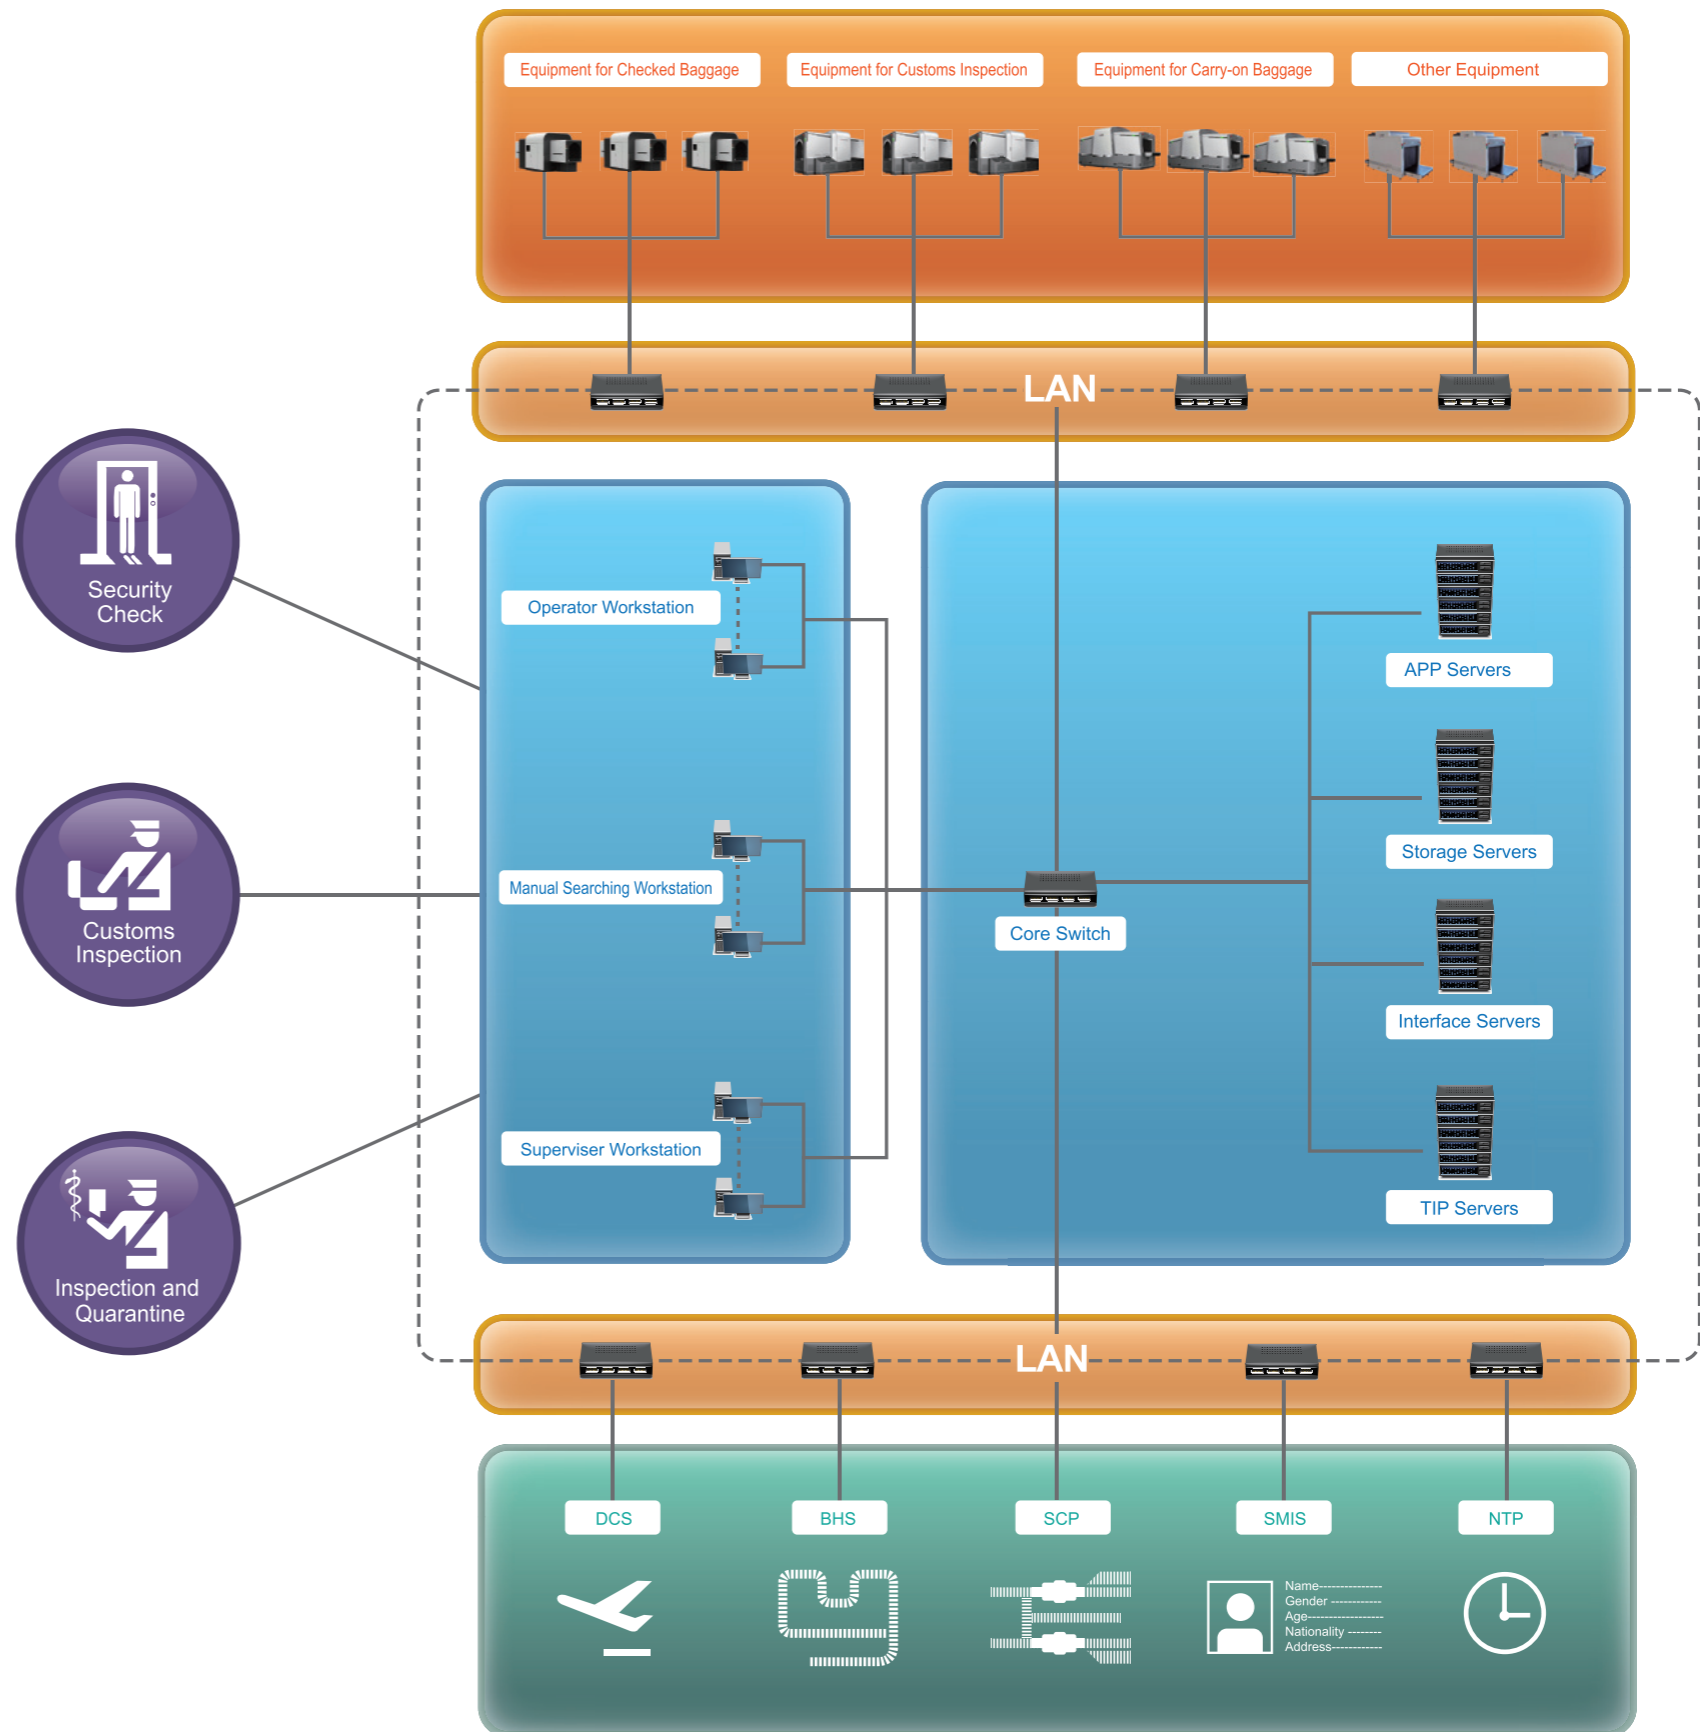 Equipment for Checked Baggage
Equipment for Customs Inspection
Equipment for Carry-on Baggage
Other Equipment
LAN
Security
Check
Operator Workstation
APP Servers
Storage Servers
Manual Searching Workstation
Customs
Inspection
Core Switch
Interface Servers
Superviser Workstation
TIP Servers
Inspection and
Quarantine
LAN
DCS
BHS
SCP
SMIS
NTP
Name---------------
Gender ------------
Age------------------
Nationality --------
Address------------